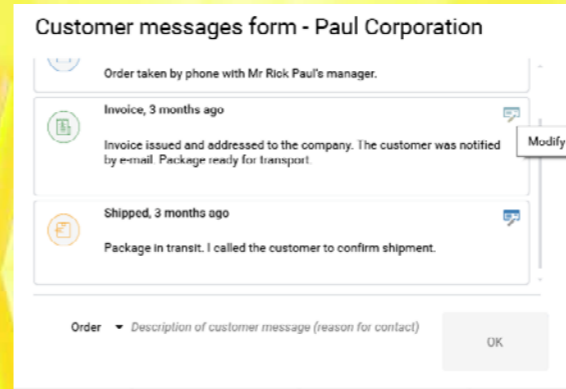 Customer messages form - Paul Corporation
Order taken by phone with Mr Rick Paul's manager.
Invoice, 3 months ago
Invoice issued and addressed to the company. The customer was notified
by e-mail. Package ready for transport.
Modify
Shipped, 3 months ago
Package in transit. I called the customer to confirm shipment.
Order
Description of customer message (reason for contact)
OK